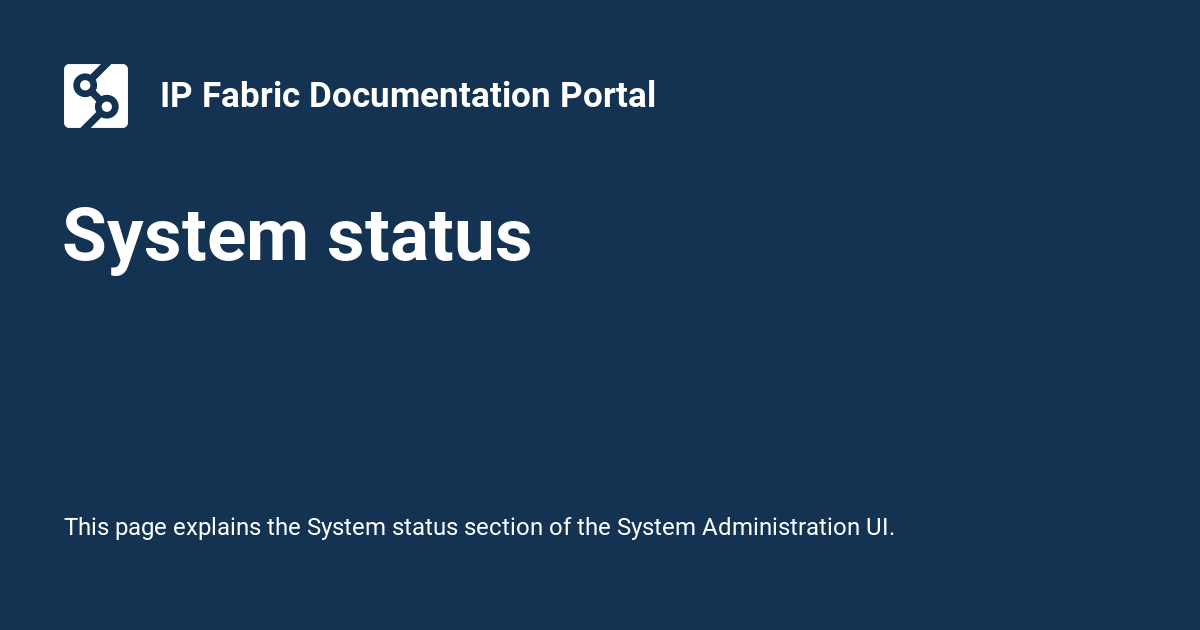 IP Fabric Documentation Portal
System status
This page explains the System status section of the System Administration UI.